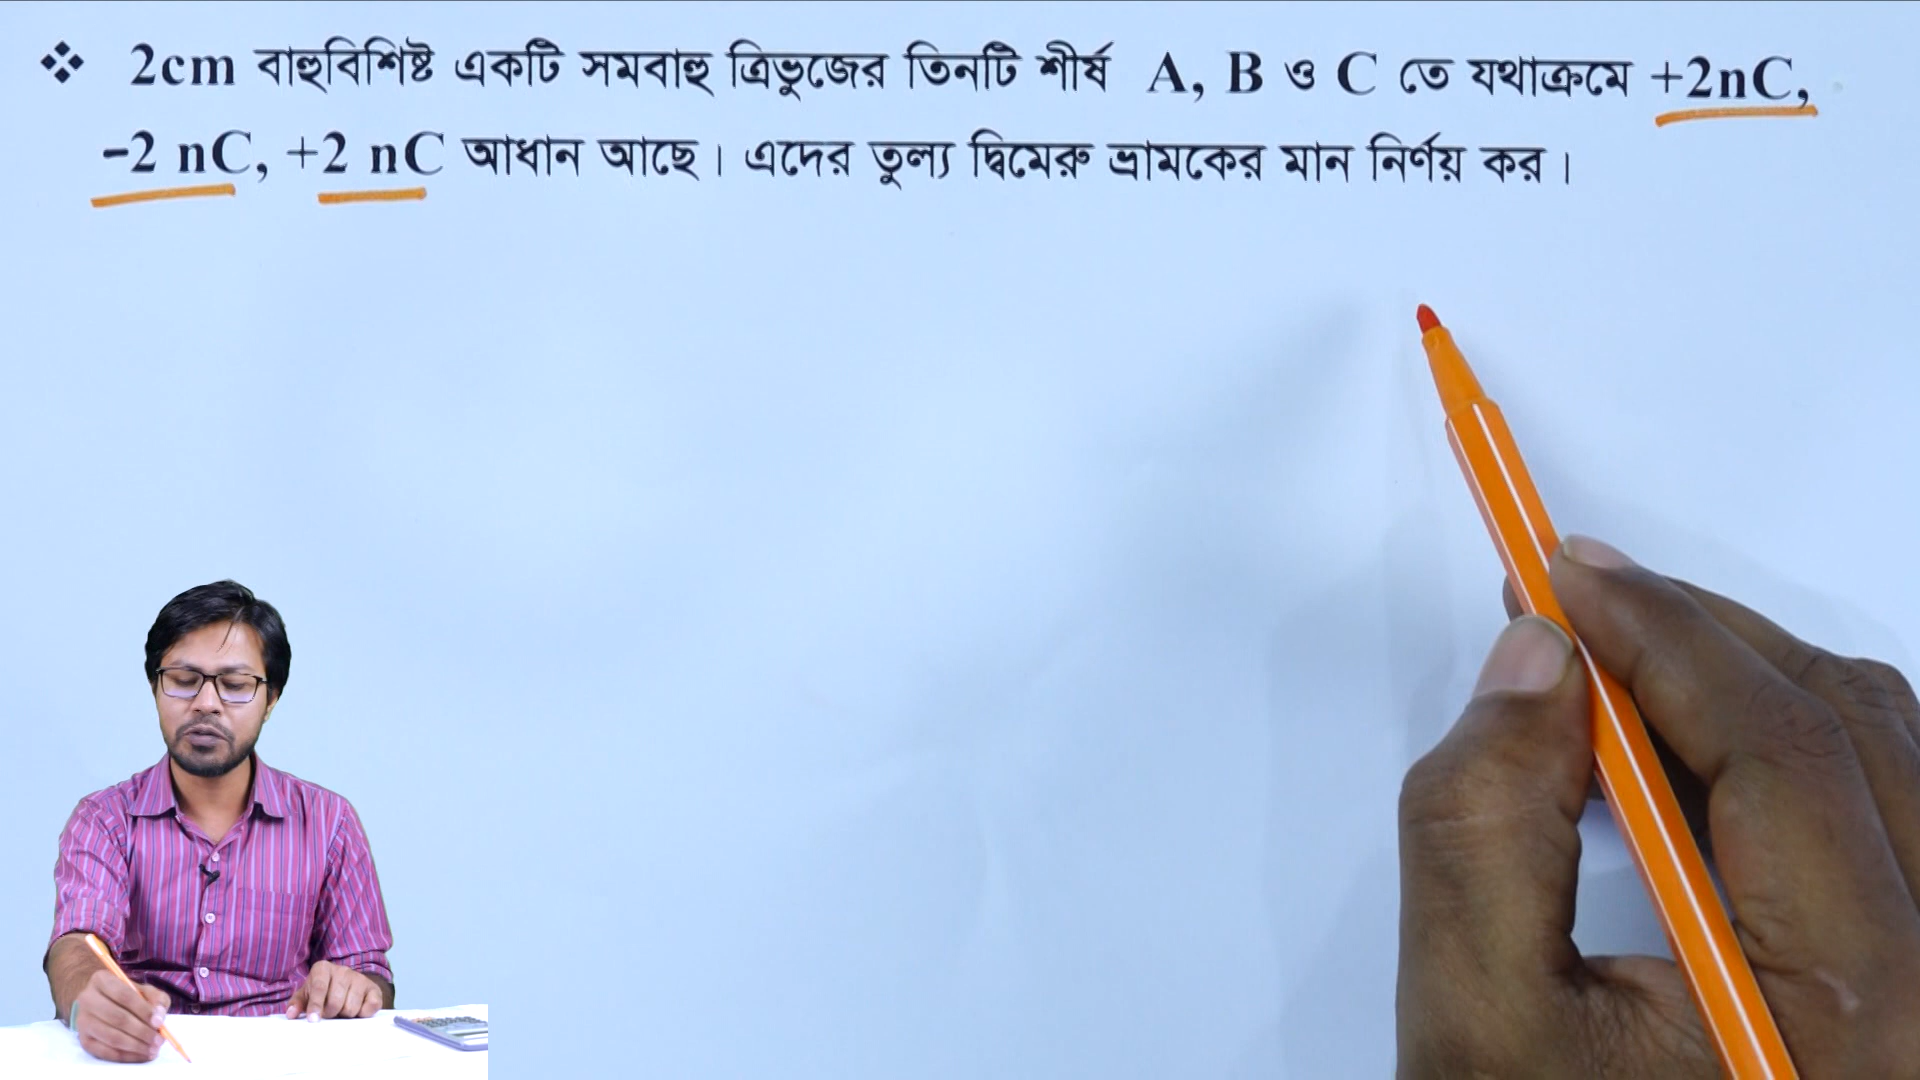 ❖ 2cm বাহুবিশিষ্ট একটি সমবাহু ত্রিভুজের তিনটি শীর্ষ A, B ও C তে যথাক্রমে +2nC,
-2 nC, +2 nC আধান আছে। এদের তুল্য দ্বিমেরু ভ্রামকের মান নির্ণয় কর।